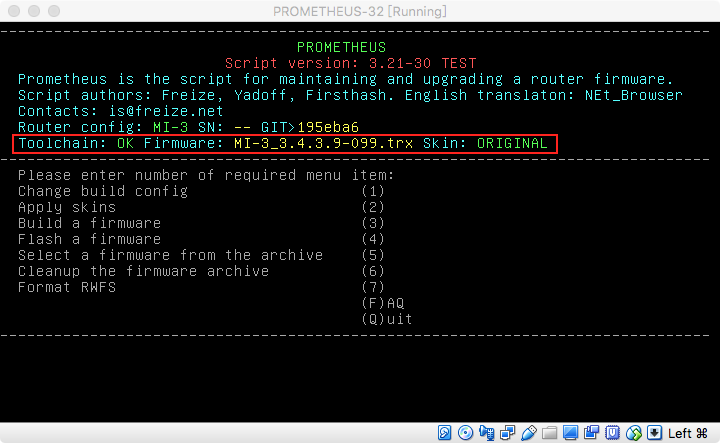 PROMETHEUS-32 [Running]
PROMETHEUS
Script version: 3.21-30 TEST
Prometheus is the script for maintaining and upgrading a router firmware.
Script authors: Freize, Yadoff, Firsthash. English translaton: NEt_Browser
Contacts: is@freize.net
Router config: MI-3 SN: -- GIT>195eba6
Toolchain: OK Firmware: MI-3_3.4.3.9-099.trx Skin: ORIGINAL
Please enter number of required menu item:
Change build config (1)
Apply skins (2)
Build a firmware (3)
Flash a firmware (4)
Select a firmware from the archive (5)
Cleanup the firmware archive (6)
Format RWFS (7)
(F)AQ
(Q)uit
Left ⌘